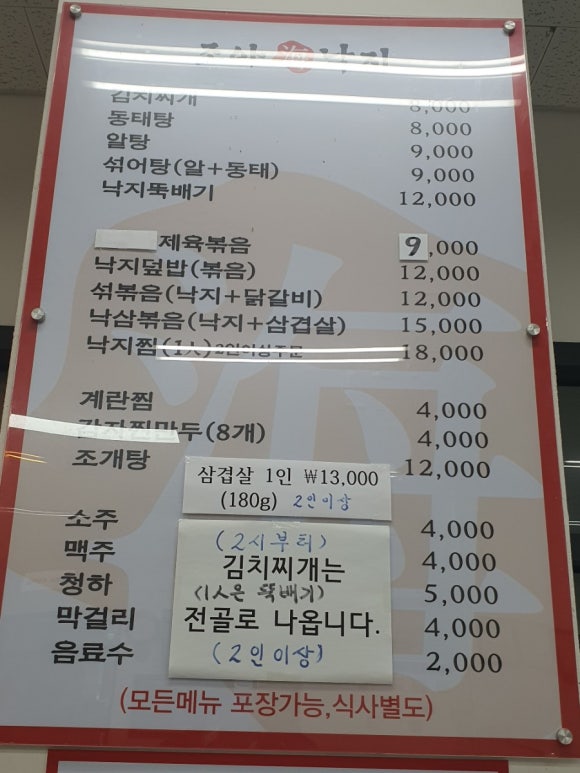 조사 海 낙지
김치찌개 8,000
동태탕 8,000
알탕 9,000
섞어탕(알+동태) 9,000
낙지뚝배기 12,000
제육볶음 9,000
낙지덮밥(볶음) 12,000
섞볶음(낙지+닭갈비) 12,000
낙삼볶음(낙지+삼겹살) 15,000
낙지찜(1人) 2인이상주문 18,000
계란찜 4,000
감자찐만두(8개) 4,000
조개탕 12,000
삼겹살 1인 ₩13,000
(180g) 2인이상
소주 4,000
맥주 4,000
청하 5,000
막걸리 4,000
음료수 2,000
(2시부터)
김치찌개는
(1人은 뚝배기)
전골로 나옵니다.
(2인이상)
(모든메뉴 포장가능,식사별도)